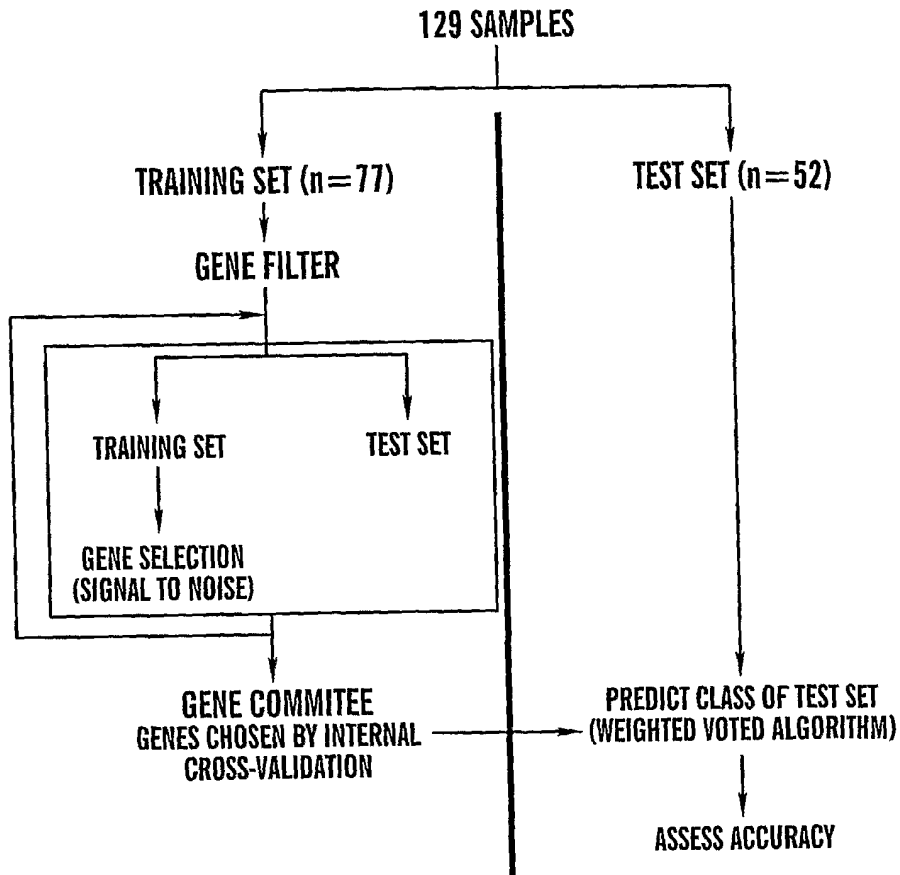 129 SAMPLES
TRAINING SET (n=77)
TEST SET (n=52)
GENE FILTER
TRAINING SET
TEST SET
GENE SELECTION
(SIGNAL TO NOISE)
GENE COMMITEE
GENES CHOSEN BY INTERNAL
CROSS-VALIDATION
PREDICT CLASS OF TEST SET
(WEIGHTED VOTED ALGORITHM)
ASSESS ACCURACY